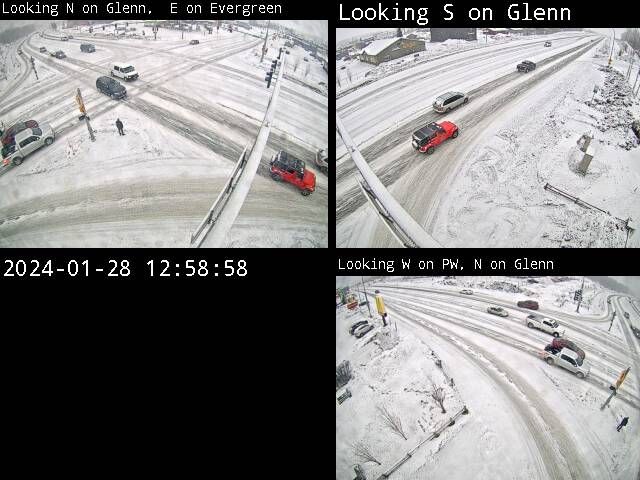 Looking N on Glenn,  E on Evergreen
Looking S on Glenn
2024-01-28 12:58:58
Looking W on PW, N on Glenn